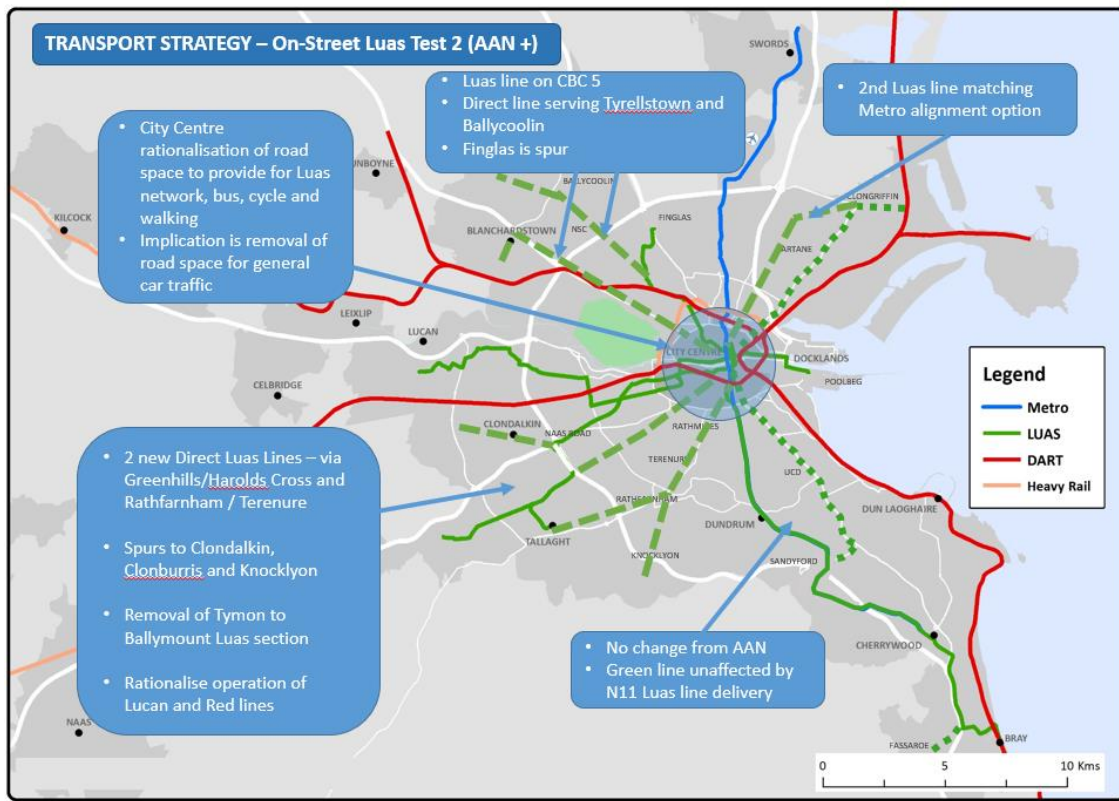 TRANSPORT STRATEGY – On-Street Luas Test 2 (AAN +)
• City Centre
rationalisation of road
space to provide for Luas
network, bus, cycle and
walking
• Implication is removal of
road space for general
car traffic
• Luas line on CBC 5
• Direct line serving Tyrellstown and
Ballycoolin
• Finglas is spur
• 2nd Luas line matching
Metro alignment option
SWORDS
KILCOCK
BALLYCOOLIN
CLONGRIFFIN
FINGLAS
BLANCHARDSTOWN
NSC
ARTANE
LEIXLIP
LUCAN
CITY CENTRE
DOCKLANDS
POOLBEG
CELBRIDGE
CLONDALKIN
NAAS ROAD
RATHMINES
TERENURE
UCD
RATHFARNHAM
DUN LAOGHAIRE
TALLAGHT
DUNDRUM
KNOCKLYON
SANDYFORD
CHERRYWOOD
NAAS
FASSAROE
BRAY
• 2 new Direct Luas Lines – via
Greenhills/Harolds Cross and
Rathfarnham / Terenure
• Spurs to Clondalkin,
Clonburris and Knocklyon
• Removal of Tymon to
Ballymount Luas section
• Rationalise operation of
Lucan and Red lines
• No change from AAN
• Green line unaffected by
N11 Luas line delivery
Legend
Metro
LUAS
DART
Heavy Rail
0 5 10 Kms